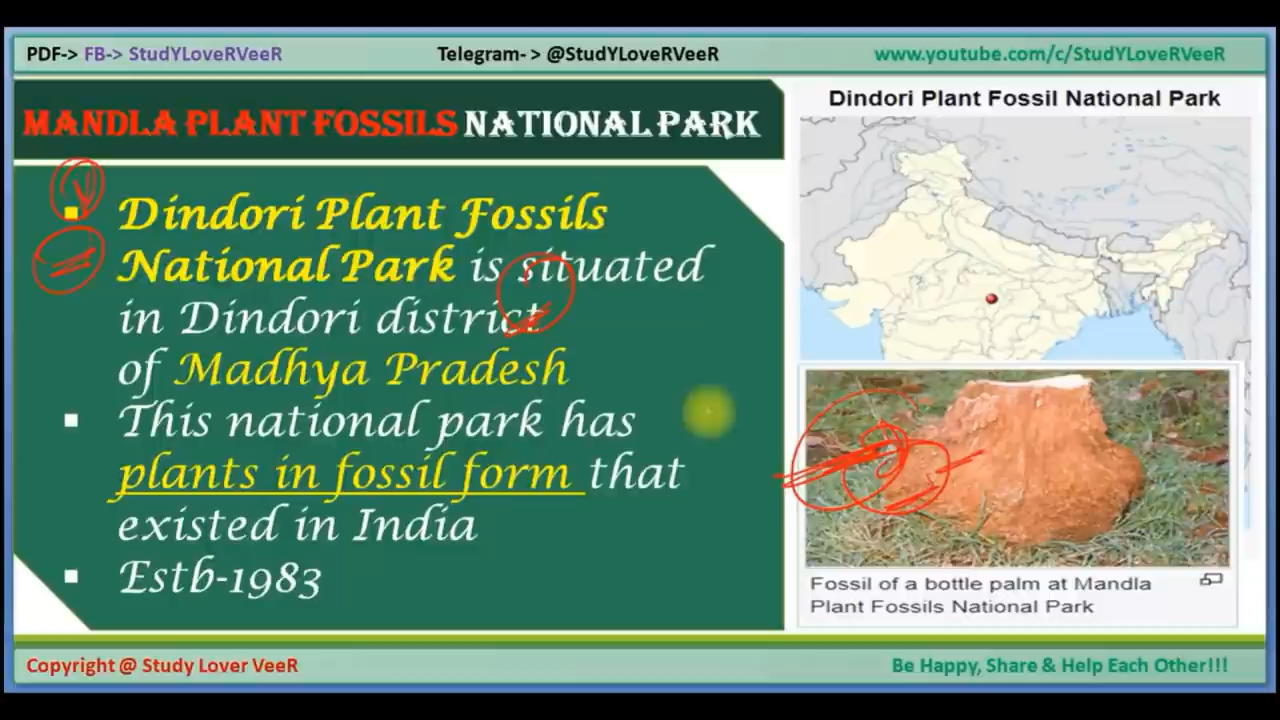 PDF-> FB-> StudYLoveRVeeR
Telegram- > @StudYLoveRVeeR
www.youtube.com/c/StudYLoveRVeeR
MANDLA PLANT FOSSILS NATIONAL PARK
Dindori Plant Fossils
National Park is situated
in Dindori district
of Madhya Pradesh
This national park has
plants in fossil form that
existed in India
Estb-1983
Dindori Plant Fossil National Park
Fossil of a bottle palm at Mandla
Plant Fossils National Park
Copyright @ Study Lover VeeR
Be Happy, Share & Help Each Other!!!